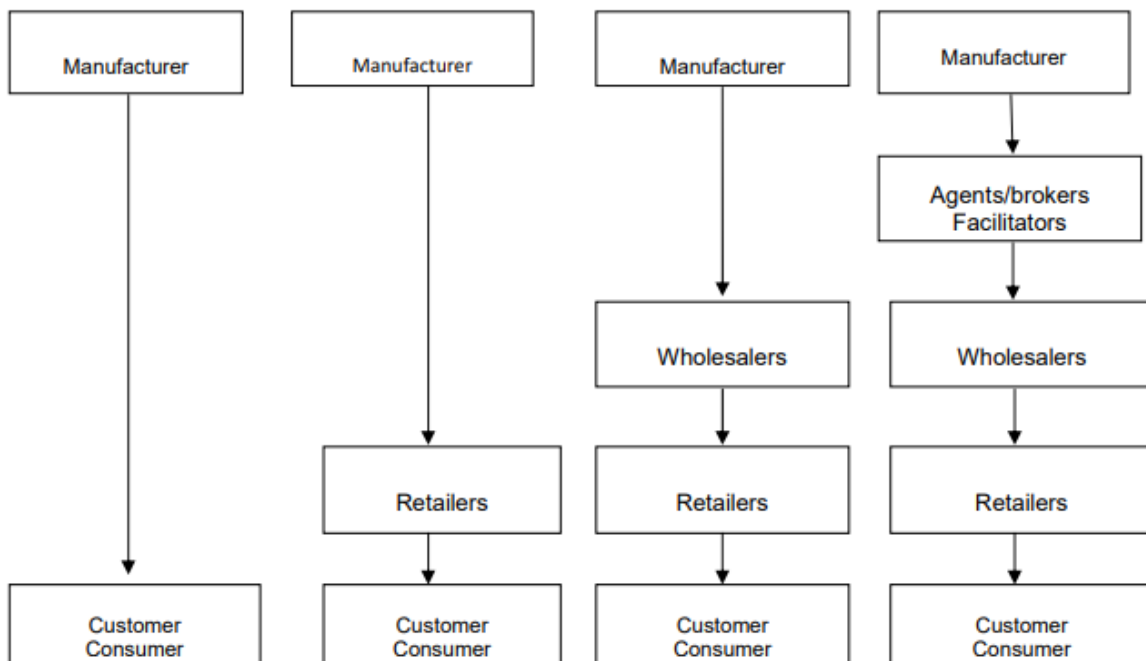 Manufacturer
Manufacturer
Manufacturer
Manufacturer
Agents/brokers
Facilitators
Wholesalers
Wholesalers
Retailers
Retailers
Retailers
Customer
Consumer
Customer
Consumer
Customer
Consumer
Customer
Consumer